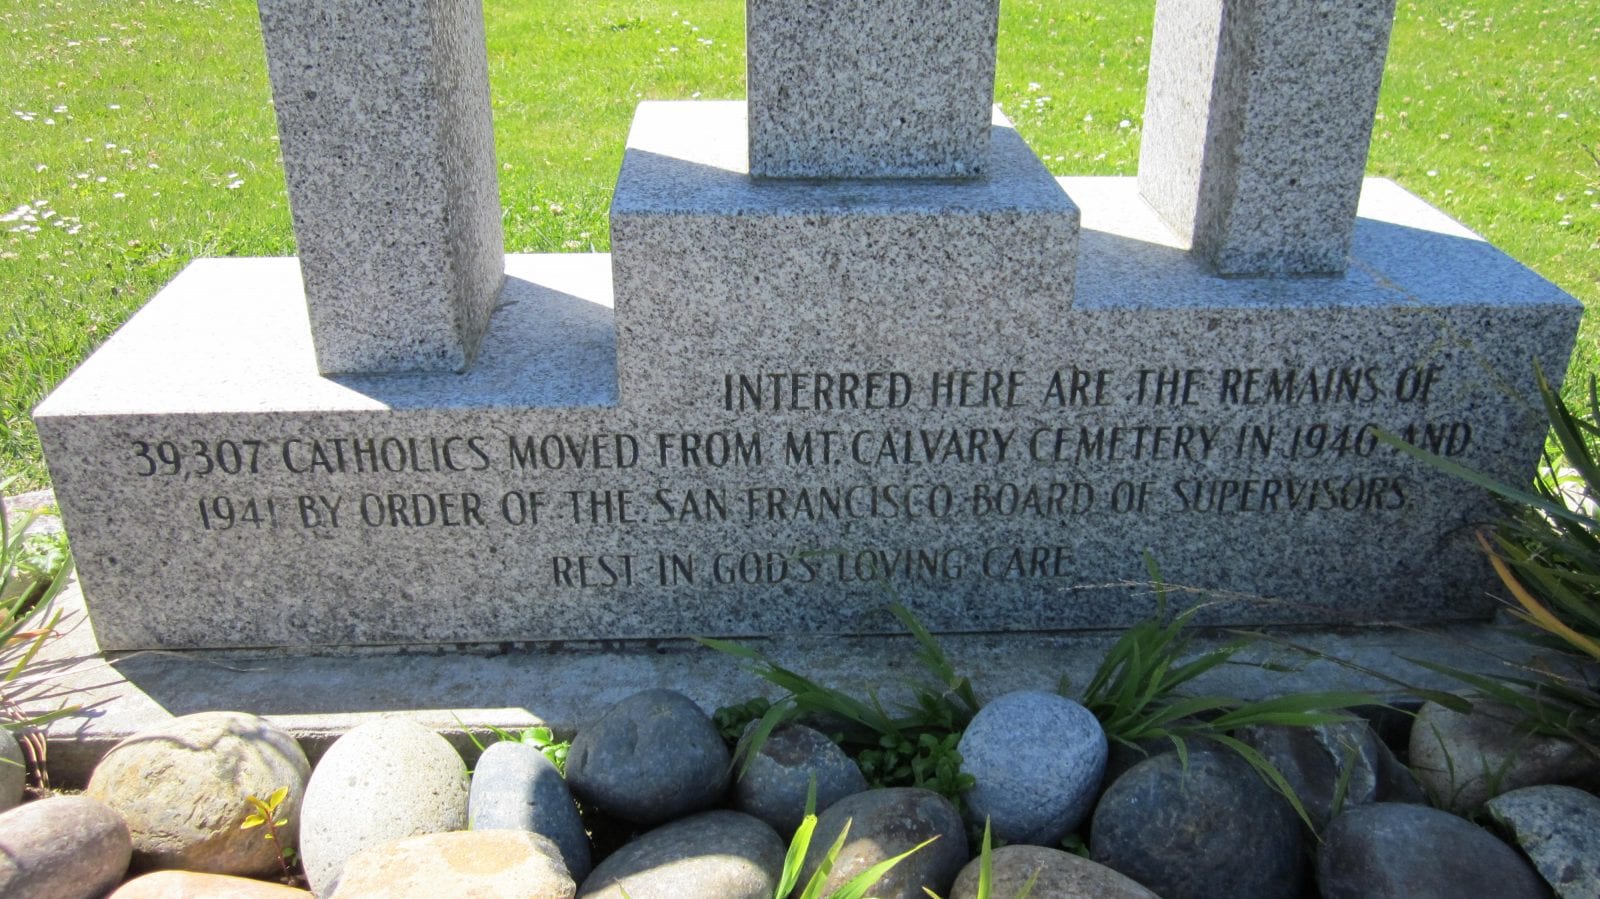 INTERRED HERE ARE THE REMAINS OF
39,307 CATHOLICS MOVED FROM MT. CALVARY CEMETERY IN 1940 AND
1941 BY ORDER OF THE SAN FRANCISCO BOARD OF SUPERVISORS.
REST IN GOD'S LOVING CARE